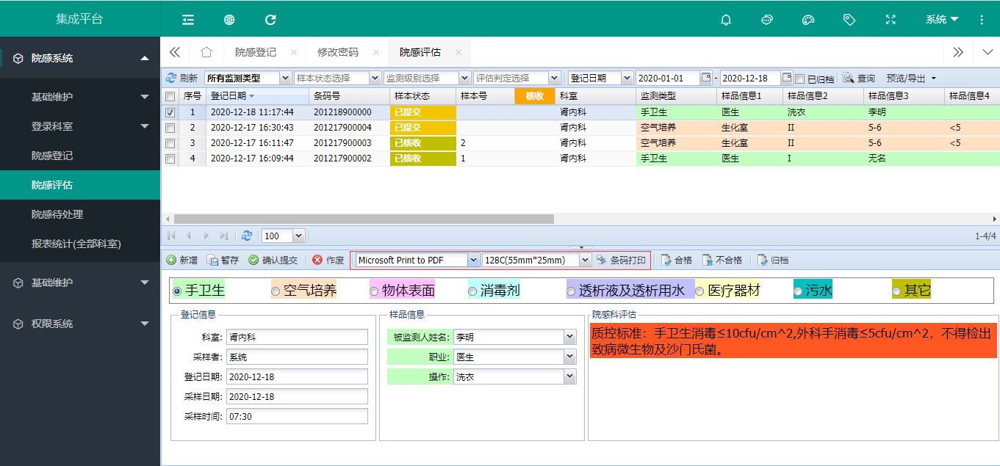 集成平台
系统
院感系统
基础维护
登录科室
院感登记
院感评估
院感待处理
报表统计(全部科室)
基础维护
权限系统
院感登记 × 修改密码 × 院感评估 ×
刷新 所有监测类型 样本状态选择 监测级别选择 评估判定选择 登记日期 2020-01-01 - 2020-12-18 已归档 查询 预览/导出
序号 登记日期 条码号 样本状态 样本号 核收 科室 监测类型 样品信息1 样品信息2 样品信息3 样品信息4
1 2020-12-18 11:17:44 201218900000 已提交 肾内科 手卫生 医生 洗衣 李明
2 2020-12-17 16:30:43 201217900004 已提交 肾内科 空气培养 生化室 II 5-6 <5
3 2020-12-17 16:11:47 201217900003 已核收 2 肾内科 空气培养 生化室 II 5-6 <5
4 2020-12-17 16:09:44 201217900002 已核收 1 肾内科 手卫生 医生 I 无名
100 1-4/4
新增 暂存 确认提交 作废 Microsoft Print to PDF 128C(55mm*25mm) 条码打印 合格 不合格 归档
手卫生 空气培养 物体表面 消毒剂 透析液及透析用水 医疗器材 污水 其它
登记信息
科室: 肾内科
采样者: 系统
登记日期: 2020-12-18
采样日期: 2020-12-18
采样时间: 07:30
样品信息
被监测人姓名: 李明
职业: 医生
操作: 洗衣
院感科评估
质控标准：手卫生消毒≤10cfu/cm^2,外科手消毒≤5cfu/cm^2，不得检出
致病微生物及沙门氏菌。